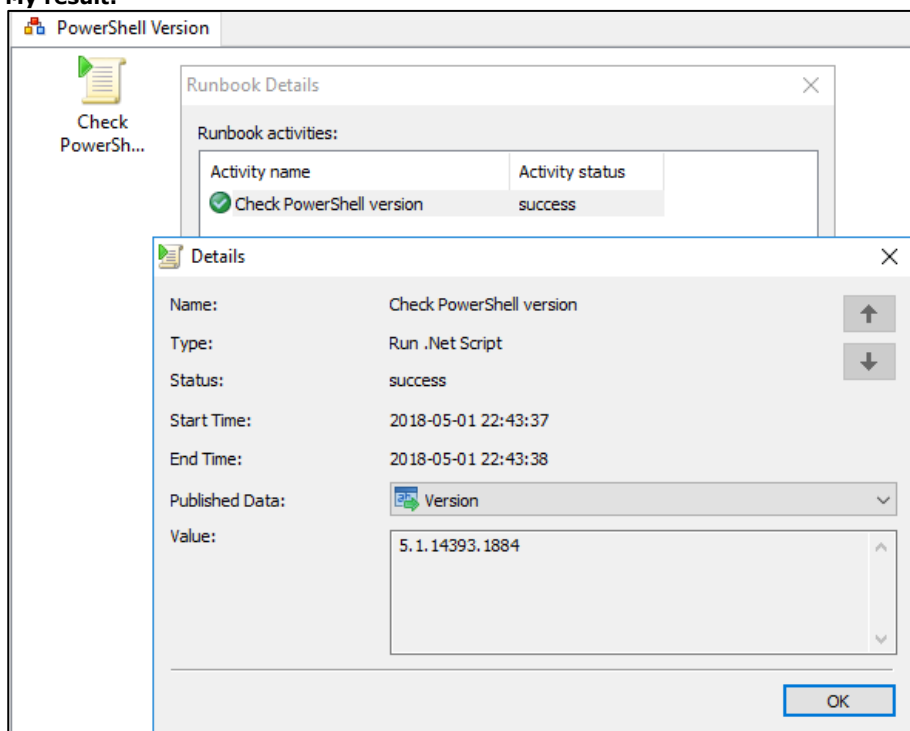 My result:
PowerShell Version
Check
PowerSh...
Runbook Details
Runbook activities:
Activity name Activity status
Check PowerShell version success
Details
Name: Check PowerShell version
Type: Run .Net Script
Status: success
Start Time: 2018-05-01 22:43:37
End Time: 2018-05-01 22:43:38
Published Data: Version
Value: 5.1.14393.1884
OK